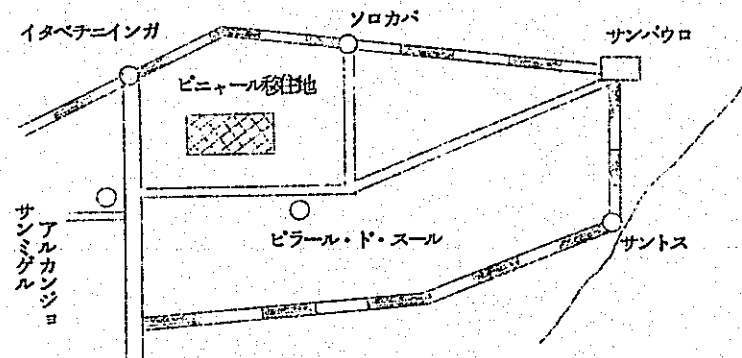 ソロカバ
イタペチニインガ
サンパウロ
ピニャール移住地
サンミゲル
アルカンジョ
ピラール・ド・スール
サントス